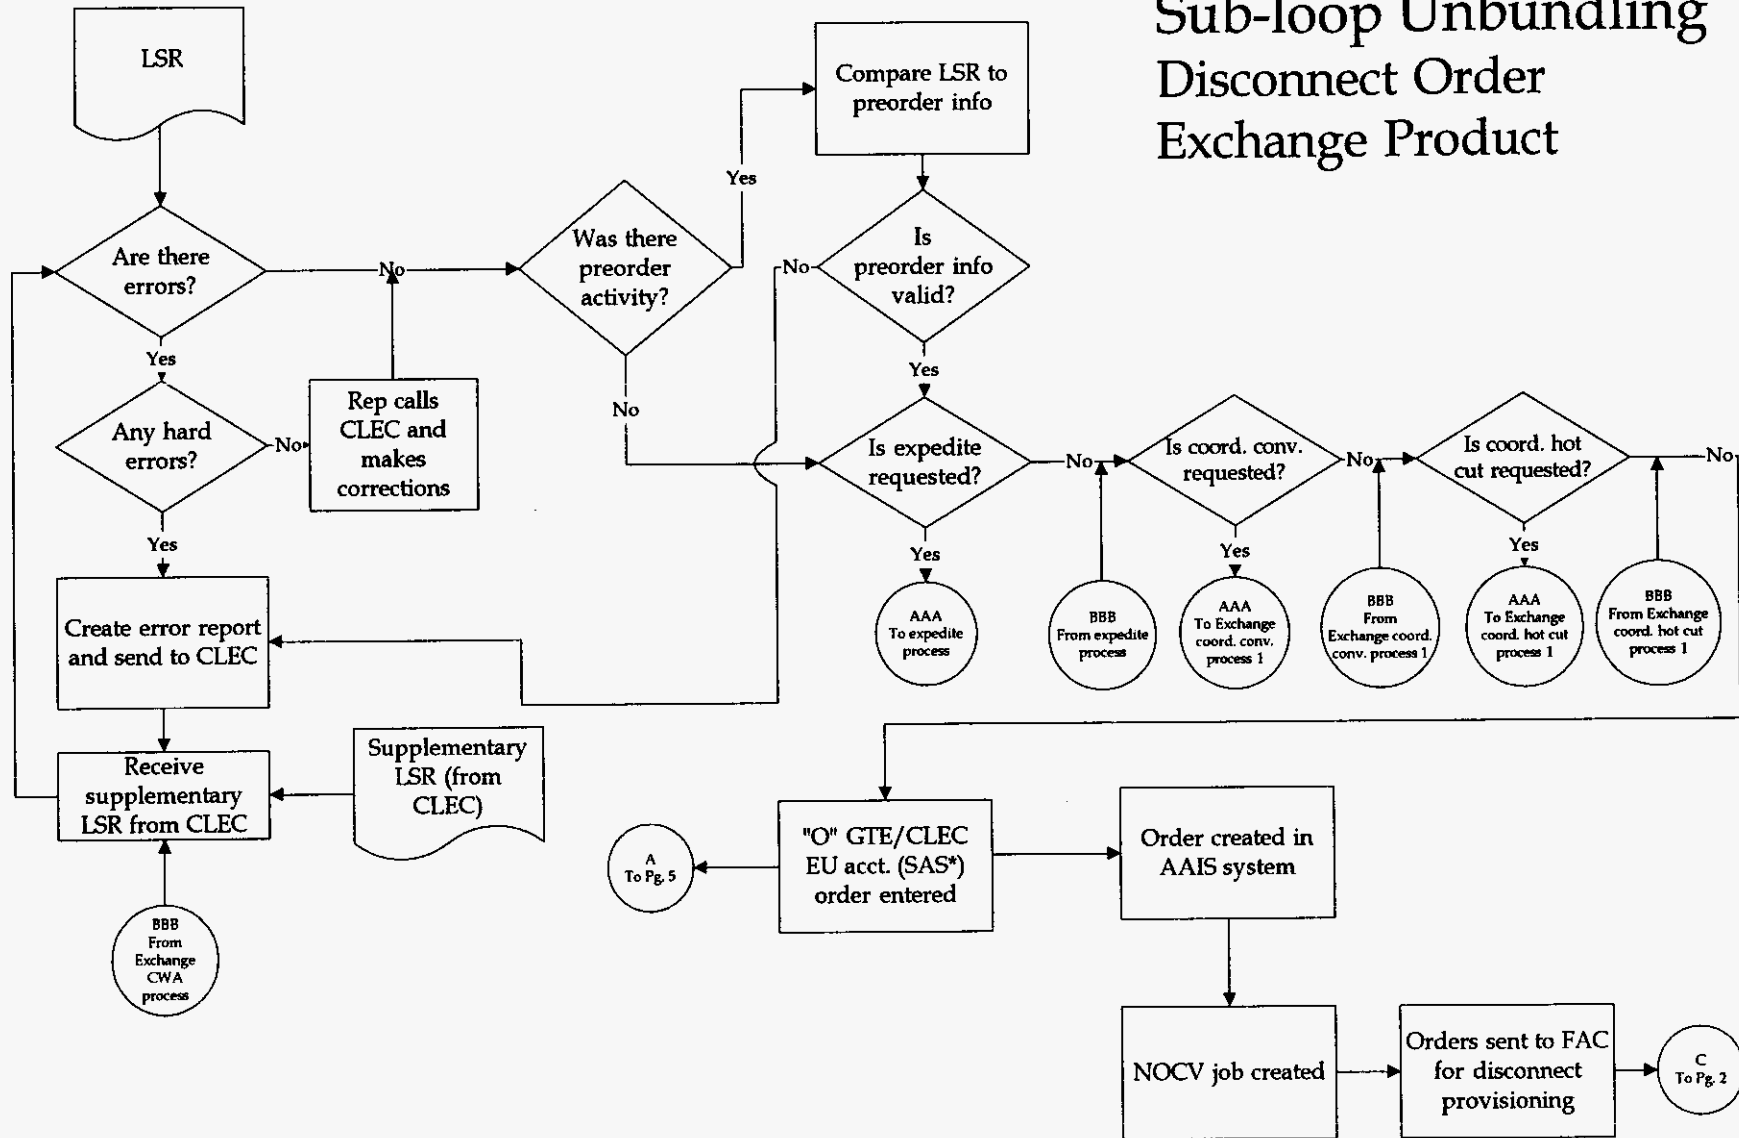 Sub-loop Unbundling
Disconnect Order
Exchange Product
LSR
Compare LSR to
preorder info
Yes
Was there
preorder
activity?
Is
preorder info
valid?
Are there
errors?
No
No
Yes
Yes
Rep calls
CLEC and
makes
corrections
No
Any hard
errors?
No
Is expedite
requested?
No
Is coord. conv.
requested?
No
Is coord. hot
cut requested?
No
Yes
Yes
Yes
Yes
AAA
To expedite
process
BBB
From expedite
process
AAA
To Exchange
coord. conv.
process 1
BBB
From
Exchange coord.
conv. process 1
AAA
To Exchange
coord. hot cut
process 1
BBB
From Exchange
coord. hot cut
process 1
Create error report
and send to CLEC
Receive
supplementary
LSR from CLEC
Supplementary
LSR (from
CLEC)
A
To Pg. 5
"O" GTE/CLEC
EU acct. (SAS*)
order entered
Order created in
AAIS system
BBB
From
Exchange
CWA
process
NOCV job created
Orders sent to FAC
for disconnect
provisioning
C
To Pg. 2